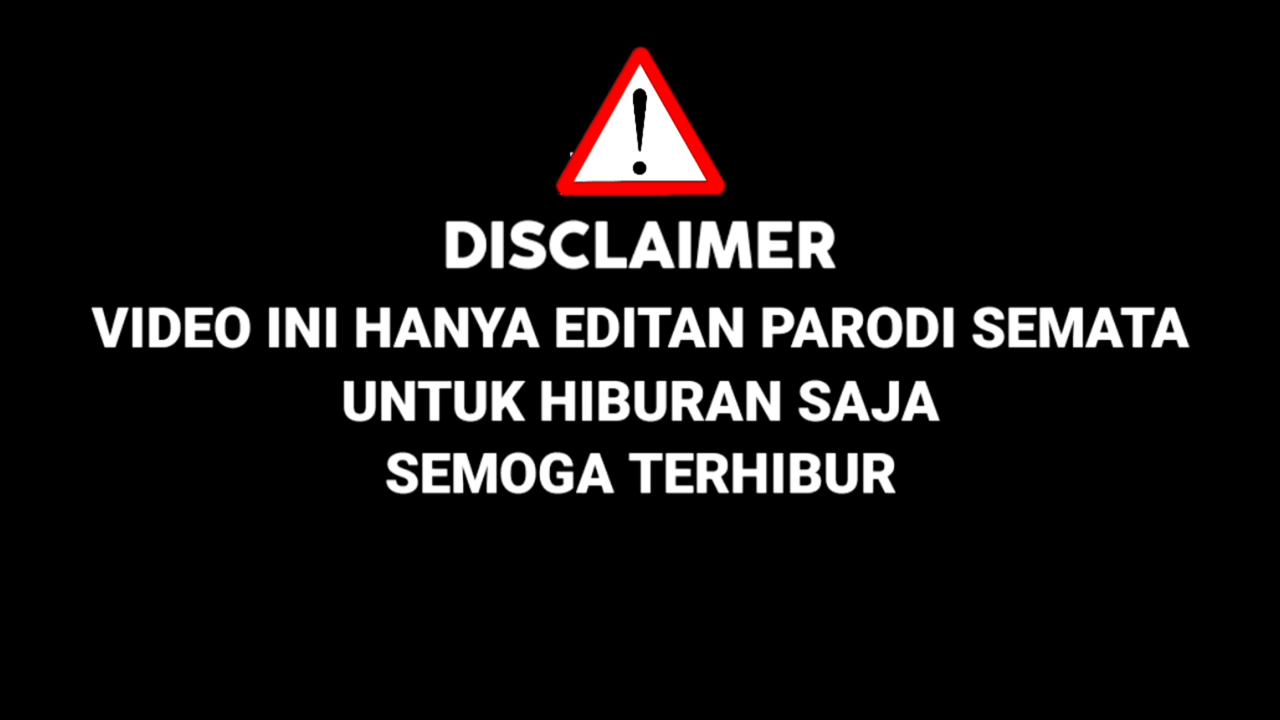 DISCLAIMER
VIDEO INI HANYA EDITAN PARODI SEMATA
UNTUK HIBURAN SAJA
SEMOGA TERHIBUR